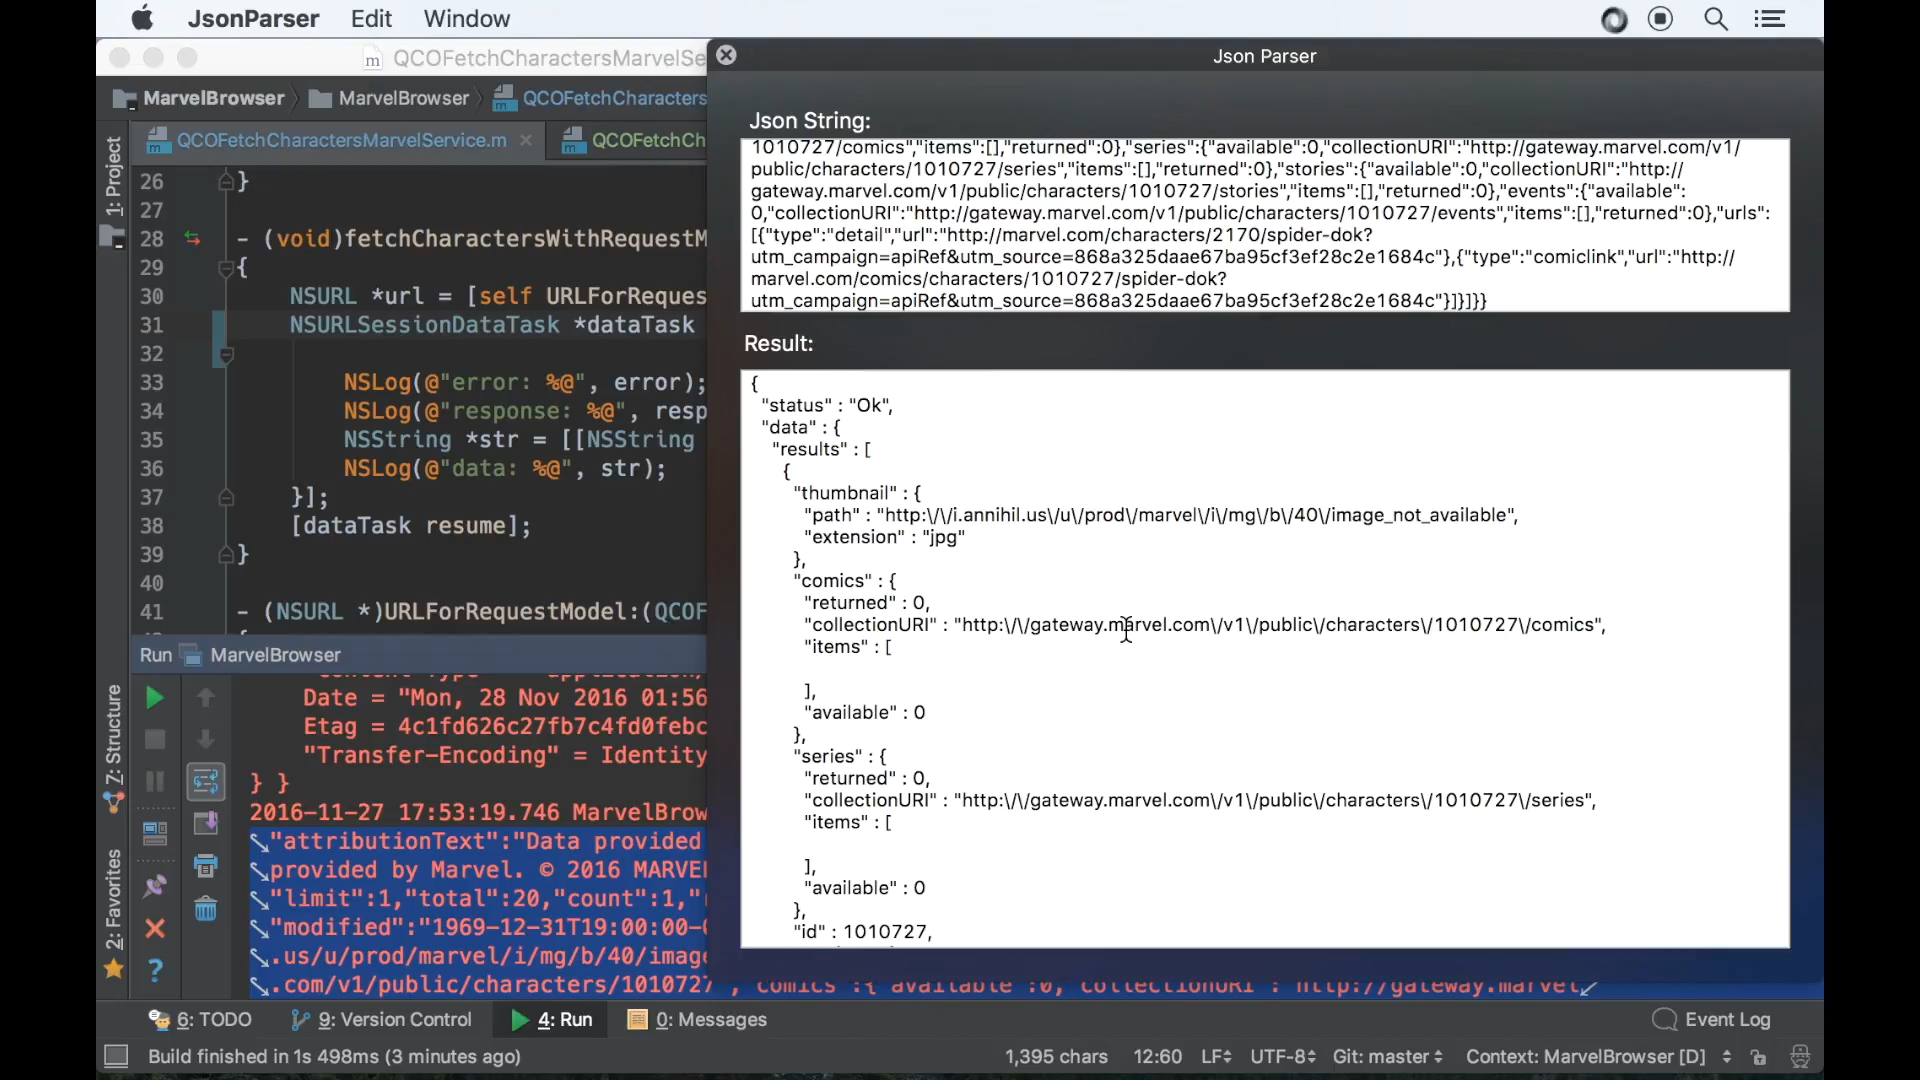 JsonParser Edit Window
QCOFetchCharactersMarvelSe
Json Parser
MarvelBrowser MarvelBrowser QCOFetchCharacters
QCOFetchCharactersMarvelService.m QCOFetchCh
1: Project
Z: Structure
2: Favorites
26 }
27
28 - (void)fetchCharactersWithRequestM
29 {
30 NSURL *url = [self URLForReques
31 NSURLSessionDataTask *dataTask
32
33 NSLog(@"error: %@", error);
34 NSLog(@"response: %@", resp
35 NSString *str = [[NSString
36 NSLog(@"data: %@", str);
37 }];
38 [dataTask resume];
39 }
40
41 - (NSURL *)URLForRequestModel:(QCOF
Run MarvelBrowser
Date = "Mon, 28 Nov 2016 01:56
Etag = 4c1fd626c27fb7c4fd0febc
"Transfer-Encoding" = Identity
} }
2016-11-27 17:53:19.746 MarvelBrow
"attributionText":"Data provided
provided by Marvel. © 2016 MARVEL
"limit":1,"total":20,"count":1,"
"modified":"1969-12-31T19:00:00-0
.us/u/prod/marvel/i/mg/b/40/image
.com/v1/public/characters/1010727","comics":{"available":0,"collectionURI":"http://gateway.marvel
Json String:
1010727/comics","items":[],"returned":0},"series":{"available":0,"collectionURI":"http://gateway.marvel.com/v1/
public/characters/1010727/series","items":[],"returned":0},"stories":{"available":0,"collectionURI":"http://
gateway.marvel.com/v1/public/characters/1010727/stories","items":[],"returned":0},"events":{"available":
0,"collectionURI":"http://gateway.marvel.com/v1/public/characters/1010727/events","items":[],"returned":0},"urls":
[{"type":"detail","url":"http://marvel.com/characters/2170/spider-dok?
utm_campaign=apiRef&utm_source=868a325daae67ba95cf3ef28c2e1684c"},{"type":"comiclink","url":"http://
marvel.com/comics/characters/1010727/spider-dok?
utm_campaign=apiRef&utm_source=868a325daae67ba95cf3ef28c2e1684c"}]}]}}
Result:
{
"status" : "Ok",
"data" : {
"results" : [
{
"thumbnail" : {
"path" : "http:\/\/i.annihil.us\/u\/prod\/marvel\/i\/mg\/b\/40\/image_not_available",
"extension" : "jpg"
},
"comics" : {
"returned" : 0,
"collectionURI" : "http:\/\/gateway.marvel.com\/v1\/public\/characters\/1010727\/comics",
"items" : [
],
"available" : 0
},
"series" : {
"returned" : 0,
"collectionURI" : "http:\/\/gateway.marvel.com\/v1\/public\/characters\/1010727\/series",
"items" : [
],
"available" : 0
},
"id" : 1010727,
6: TODO 9: Version Control 4: Run 0: Messages Event Log
Build finished in 1s 498ms (3 minutes ago) 1,395 chars 12:60 LF UTF-8 Git: master Context: MarvelBrowser [D]